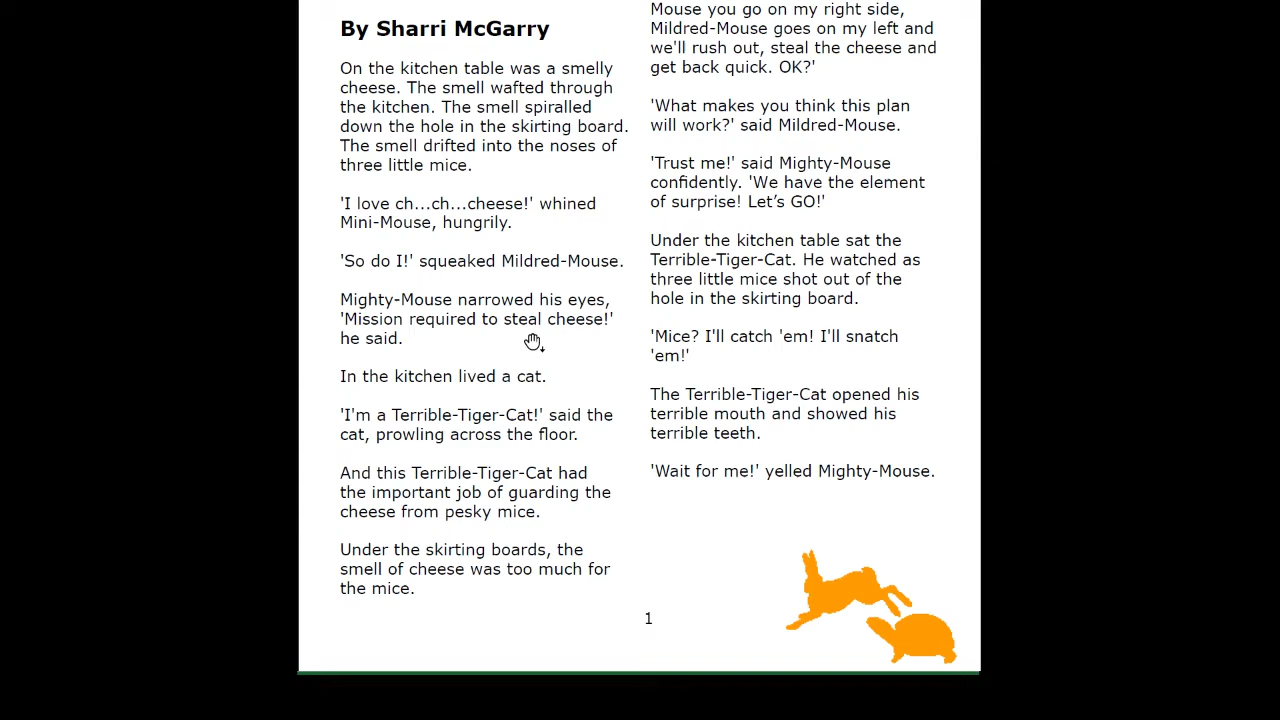 By Sharri McGarry
On the kitchen table was a smelly
cheese. The smell wafted through
the kitchen. The smell spiralled
down the hole in the skirting board.
The smell drifted into the noses of
three little mice.
'I love ch...ch...cheese!' whined
Mini-Mouse, hungrily.
'So do I!' squeaked Mildred-Mouse.
Mighty-Mouse narrowed his eyes,
'Mission required to steal cheese!'
he said.
In the kitchen lived a cat.
'I'm a Terrible-Tiger-Cat!' said the
cat, prowling across the floor.
And this Terrible-Tiger-Cat had
the important job of guarding the
cheese from pesky mice.
Under the skirting boards, the
smell of cheese was too much for
the mice.
Mouse you go on my right side,
Mildred-Mouse goes on my left and
we'll rush out, steal the cheese and
get back quick. OK?'
'What makes you think this plan
will work?' said Mildred-Mouse.
'Trust me!' said Mighty-Mouse
confidently. 'We have the element
of surprise! Let’s GO!'
Under the kitchen table sat the
Terrible-Tiger-Cat. He watched as
three little mice shot out of the
hole in the skirting board.
'Mice? I'll catch 'em! I'll snatch
'em!'
The Terrible-Tiger-Cat opened his
terrible mouth and showed his
terrible teeth.
'Wait for me!' yelled Mighty-Mouse.
1